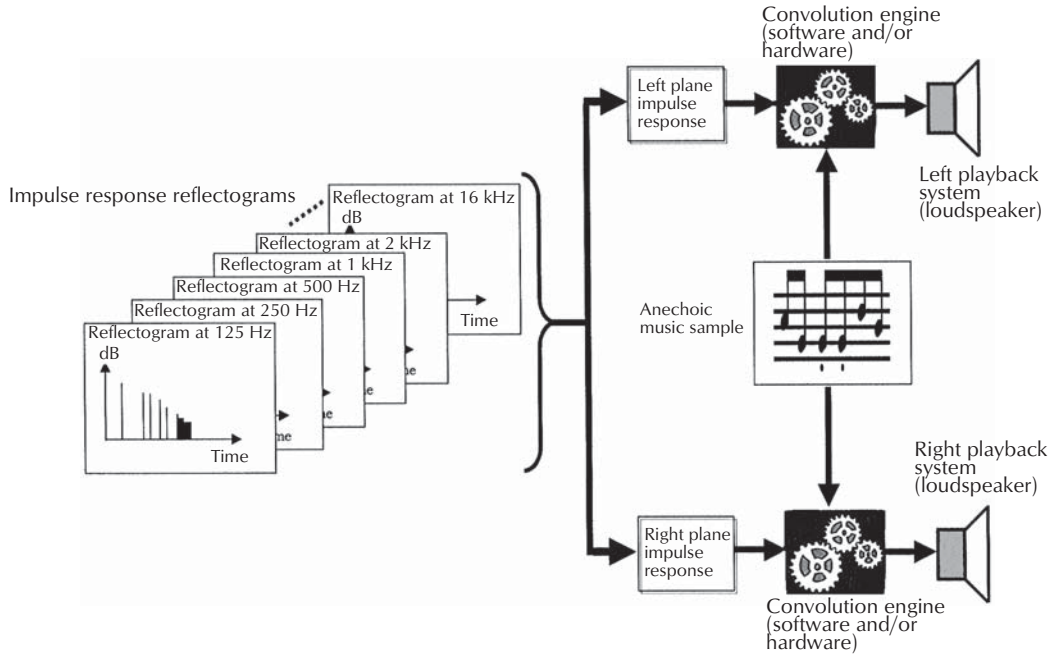 Convolution engine
(software and/or
hardware)
Left plane
impulse
response
Left playback
system
(loudspeaker)
Impulse response reflectograms
Reflectogram at 16 kHz
dB
Reflectogram at 2 kHz
Reflectogram at 1 kHz
Reflectogram at 500 Hz
Reflectogram at 250 Hz
Reflectogram at 125 Hz
dB
Time
Time
Anechoic
music sample
Right playback
system
(loudspeaker)
Right plane
impulse
response
Convolution engine
(software and/or
hardware)